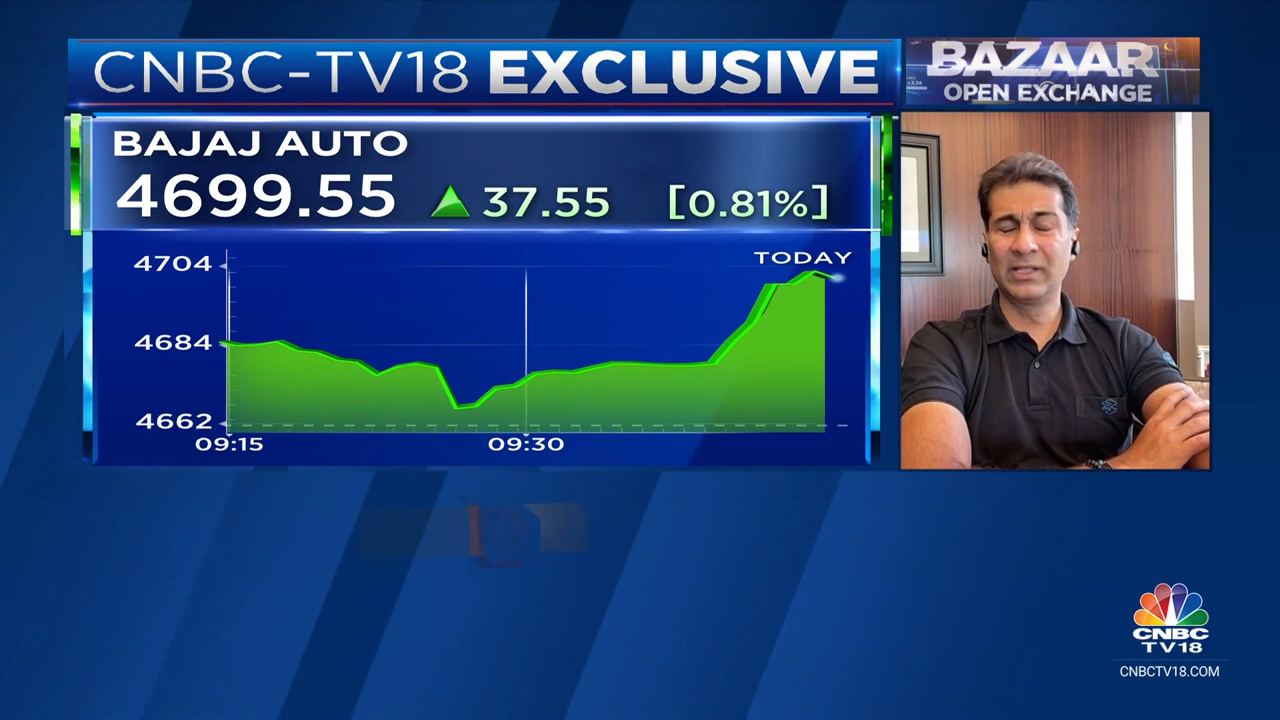 CNBC-TV18 EXCLUSIVE
BAZAAR
OPEN EXCHANGE
BAJAJ AUTO
4699.55 ▲ 37.55 [0.81%]
TODAY
4704
4684
4662
09:15 09:30
CNBC
TV18
CNBCTV18.COM